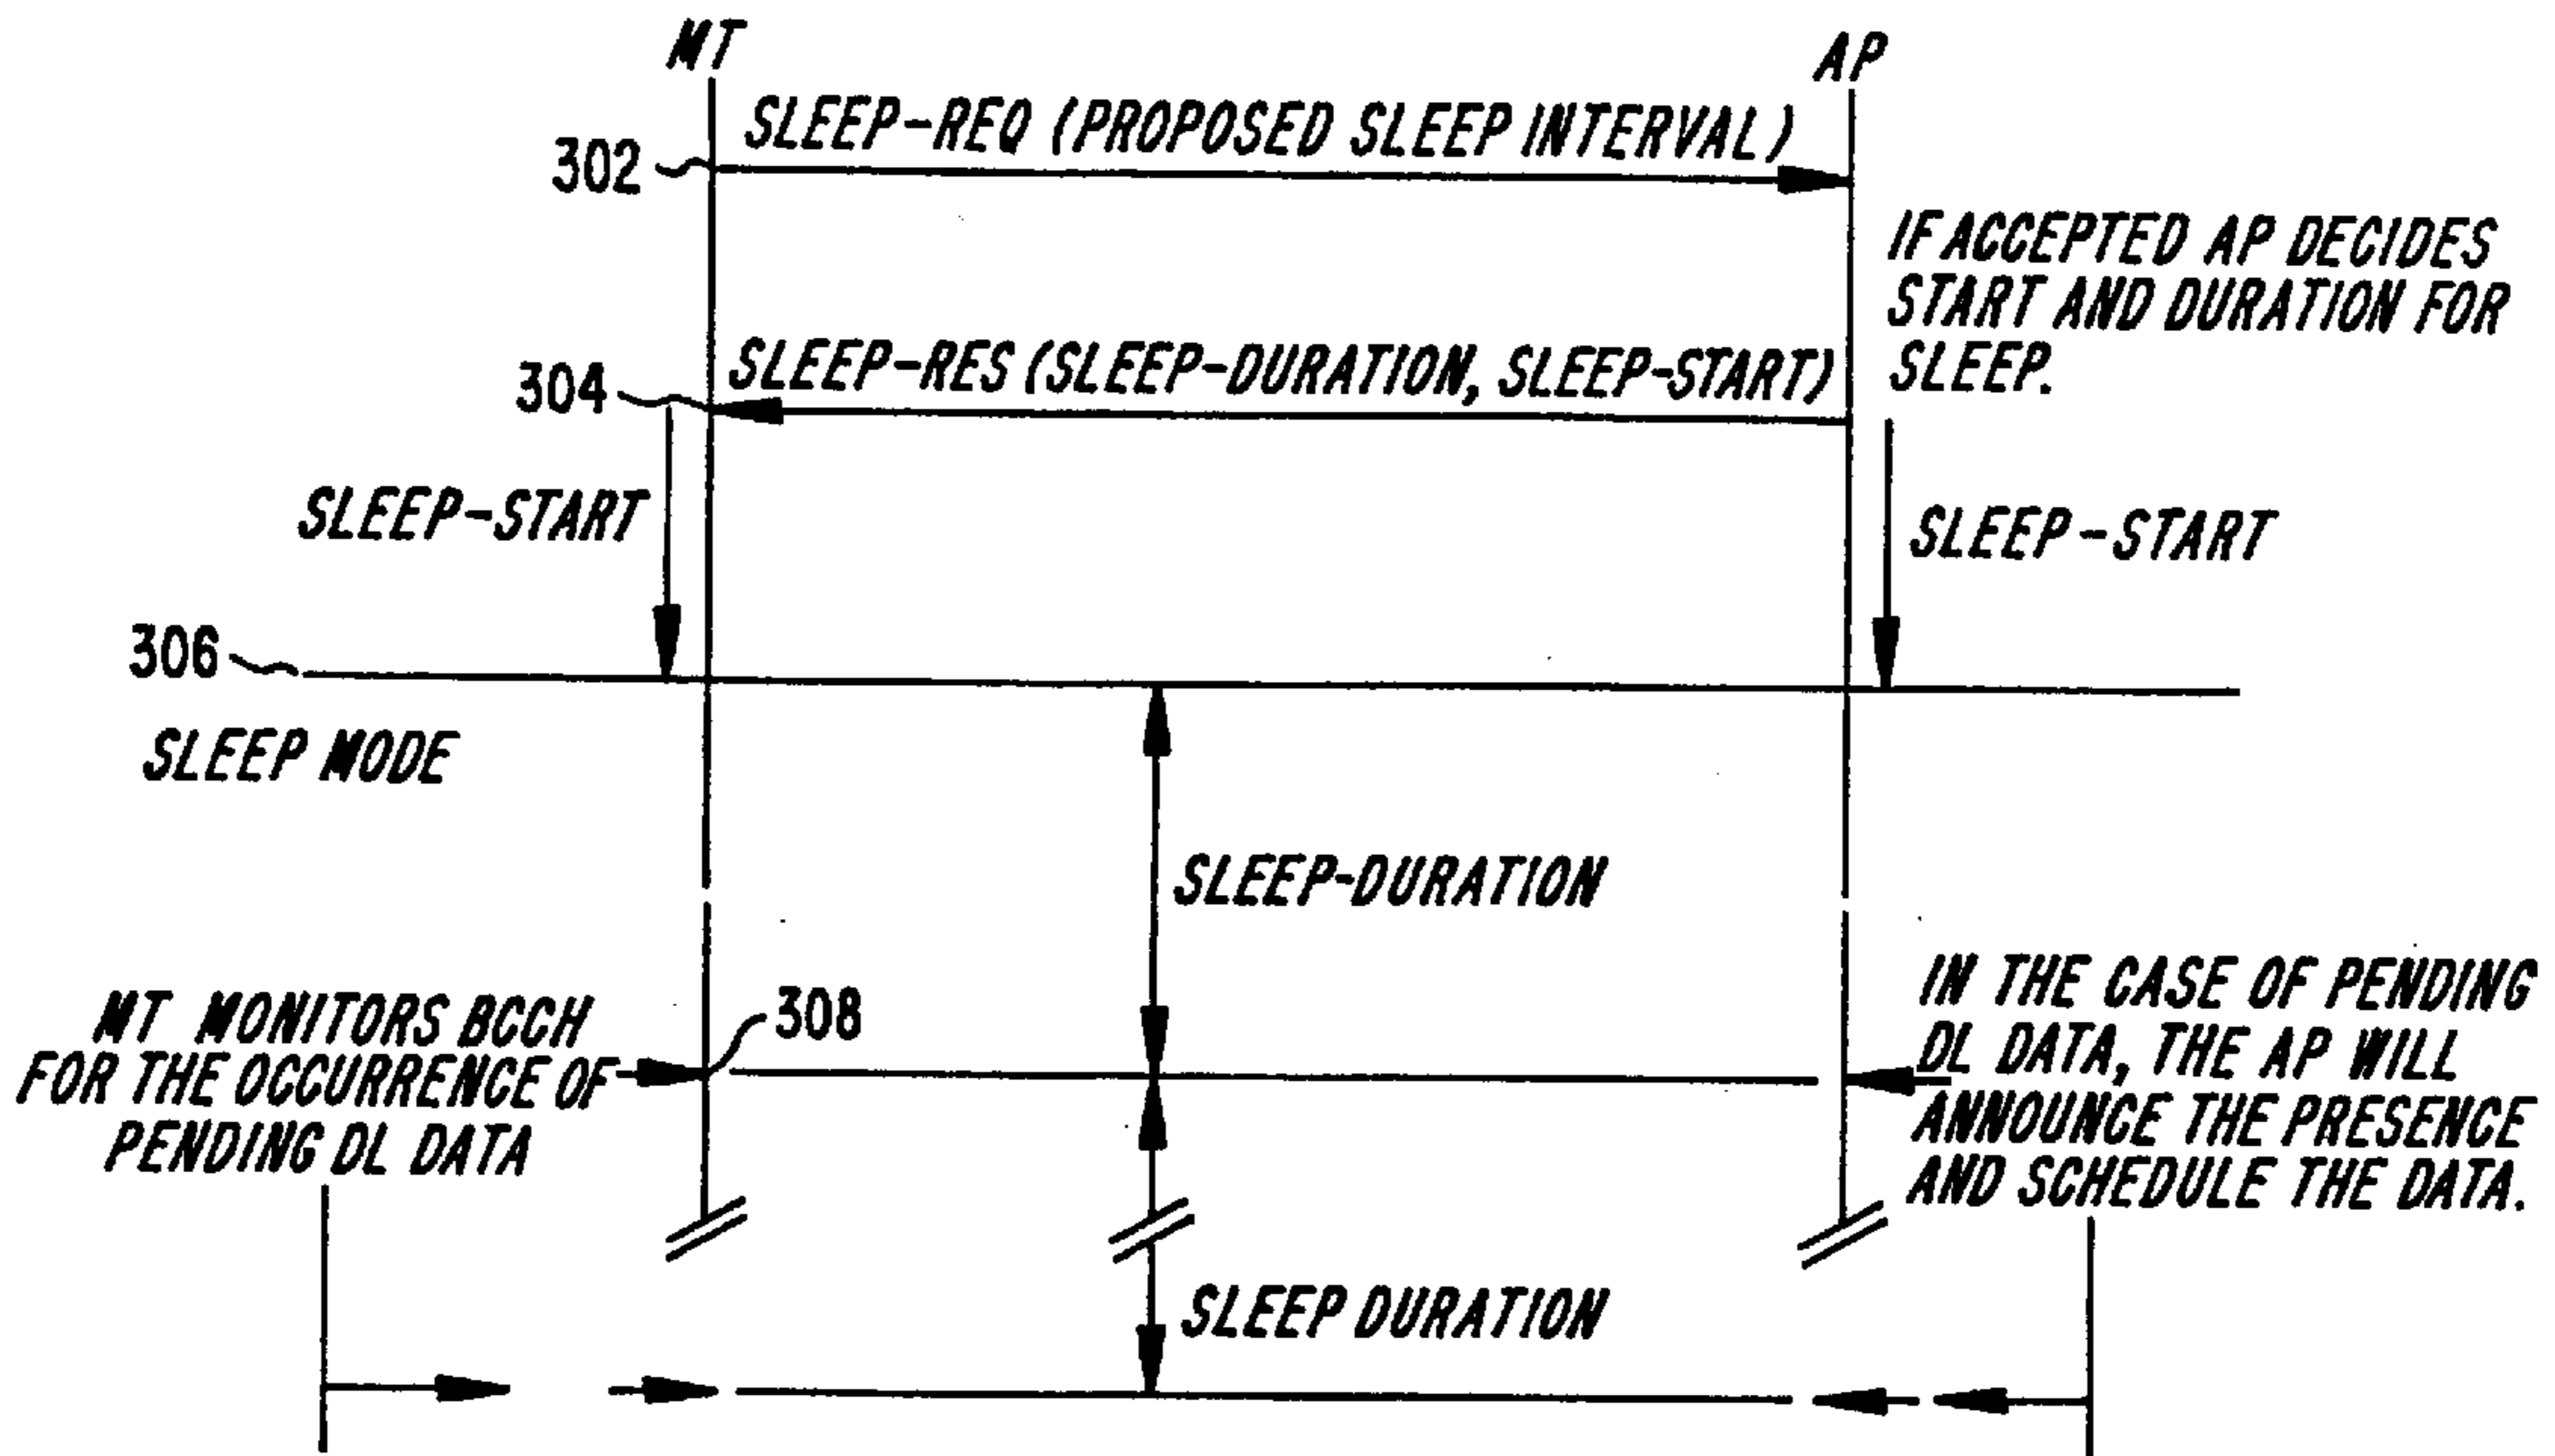 MT
AP
SLEEP-REQ (PROPOSED SLEEP INTERVAL)
302
IF ACCEPTED AP DECIDES
START AND DURATION FOR
SLEEP.
SLEEP-RES (SLEEP-DURATION, SLEEP-START)
304
SLEEP-START
SLEEP-START
306
SLEEP MODE
SLEEP-DURATION
MT MONITORS BCCH
FOR THE OCCURRENCE OF
PENDING DL DATA
308
IN THE CASE OF PENDING
DL DATA, THE AP WILL
ANNOUNCE THE PRESENCE
AND SCHEDULE THE DATA.
SLEEP DURATION